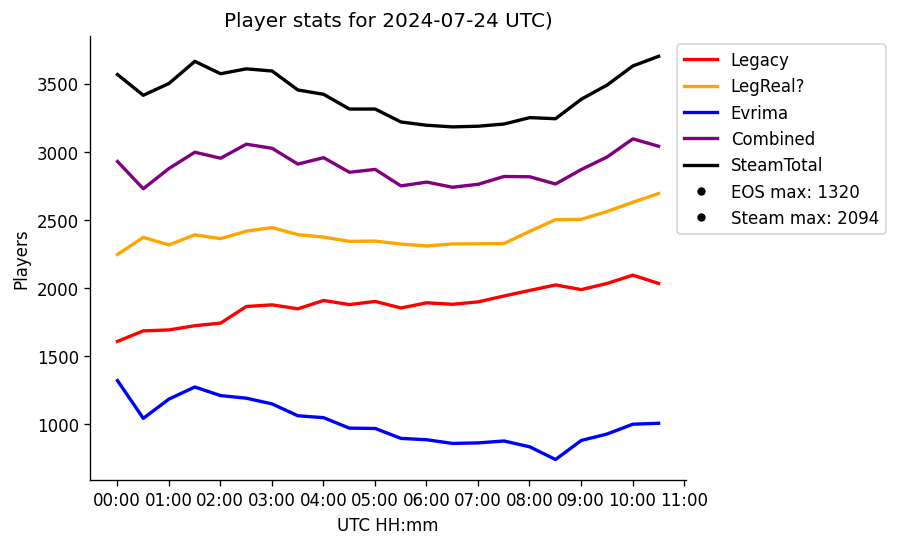 Player stats for 2024-07-24 UTC)
Players
3500
3000
2500
2000
1500
1000
00:00 01:00 02:00 03:00 04:00 05:00 06:00 07:00 08:00 09:00 10:00 11:00
UTC HH:mm
Legacy
LegReal?
Evrima
Combined
SteamTotal
EOS max: 1320
Steam max: 2094